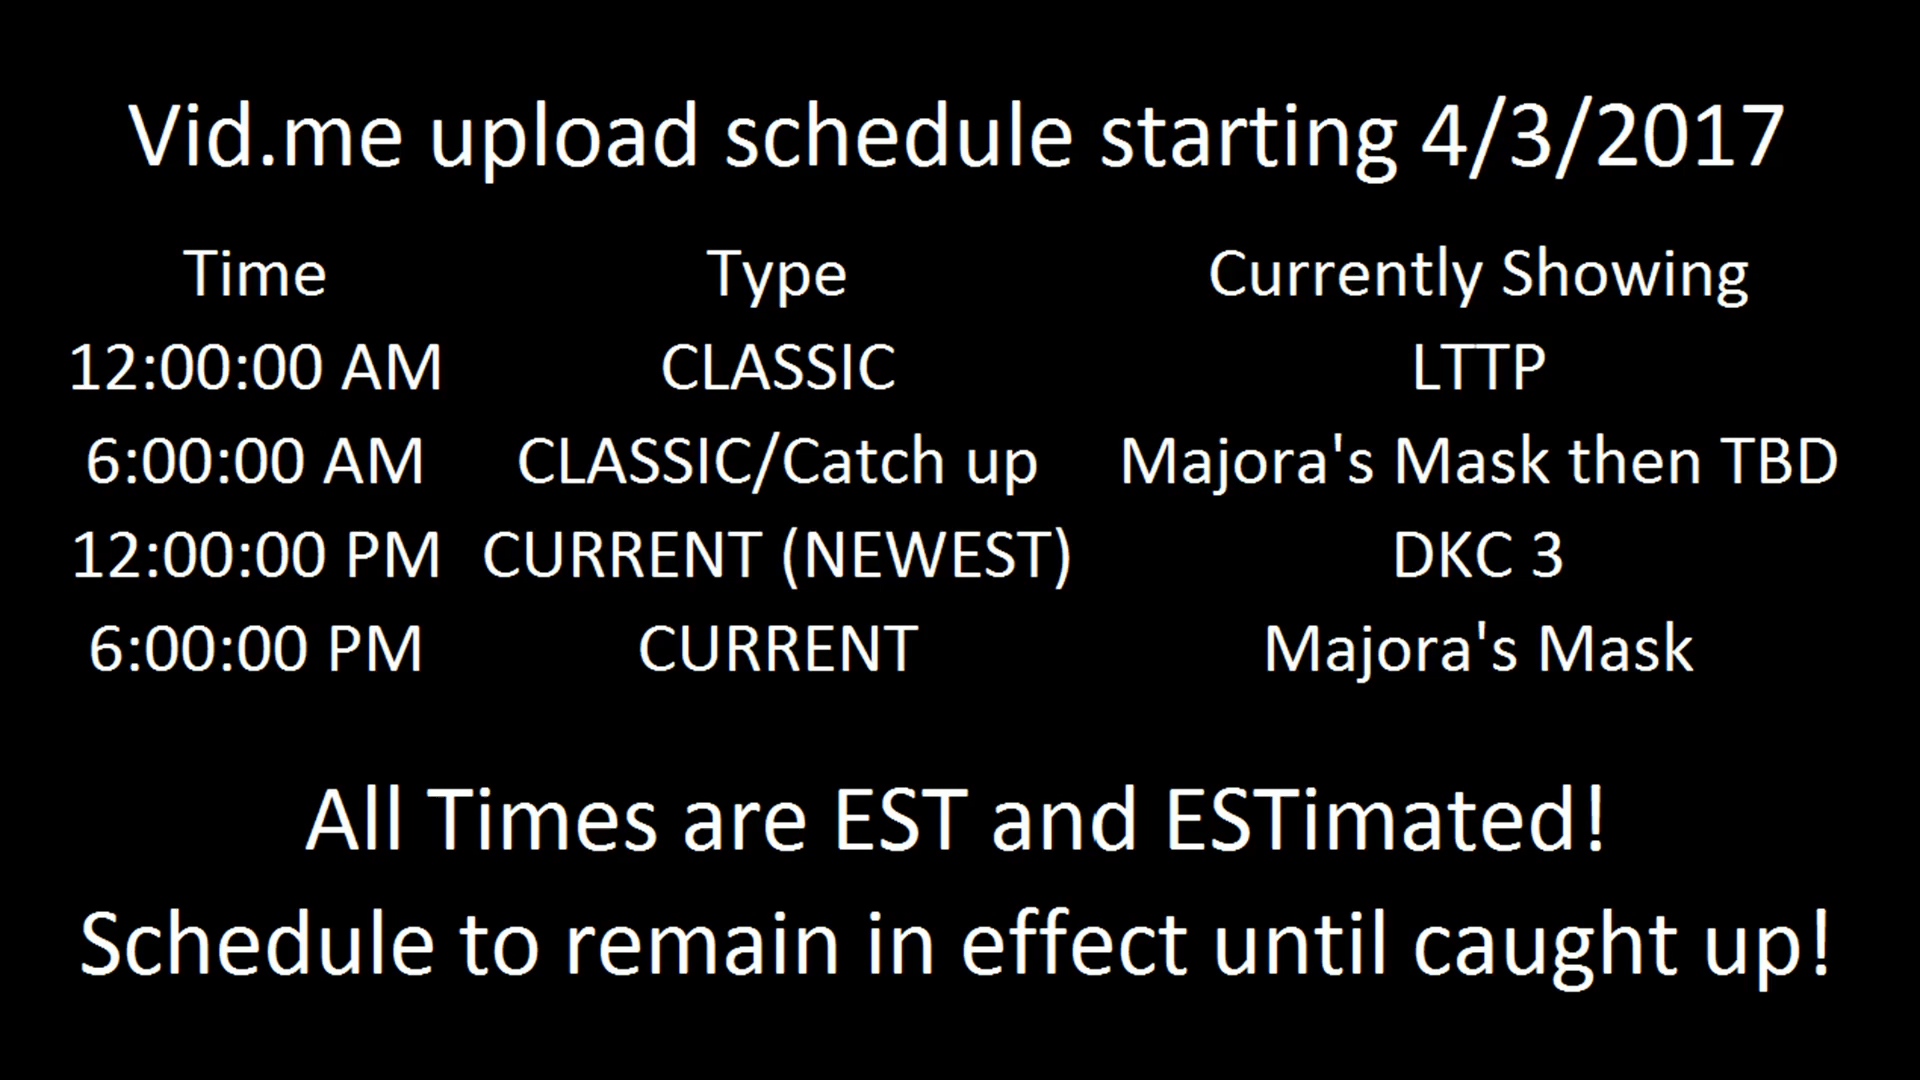 Vid.me upload schedule starting 4/3/2017
Time Type Currently Showing
12:00:00 AM CLASSIC LTTP
6:00:00 AM CLASSIC/Catch up Majora's Mask then TBD
12:00:00 PM CURRENT (NEWEST) DKC 3
6:00:00 PM CURRENT Majora's Mask
All Times are EST and ESTimated!
Schedule to remain in effect until caught up!